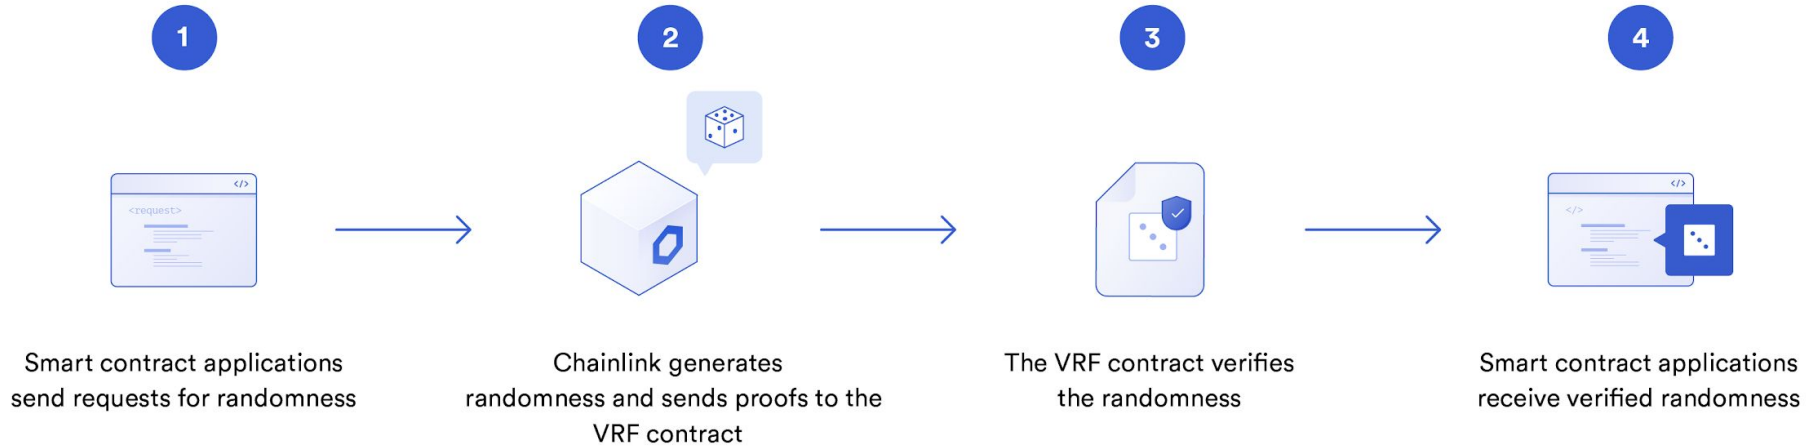 1
2
3
4
</>
<request>
</>
</>
Smart contract applications
send requests for randomness
Chainlink generates
randomness and sends proofs to the
VRF contract
The VRF contract verifies
the randomness
Smart contract applications
receive verified randomness